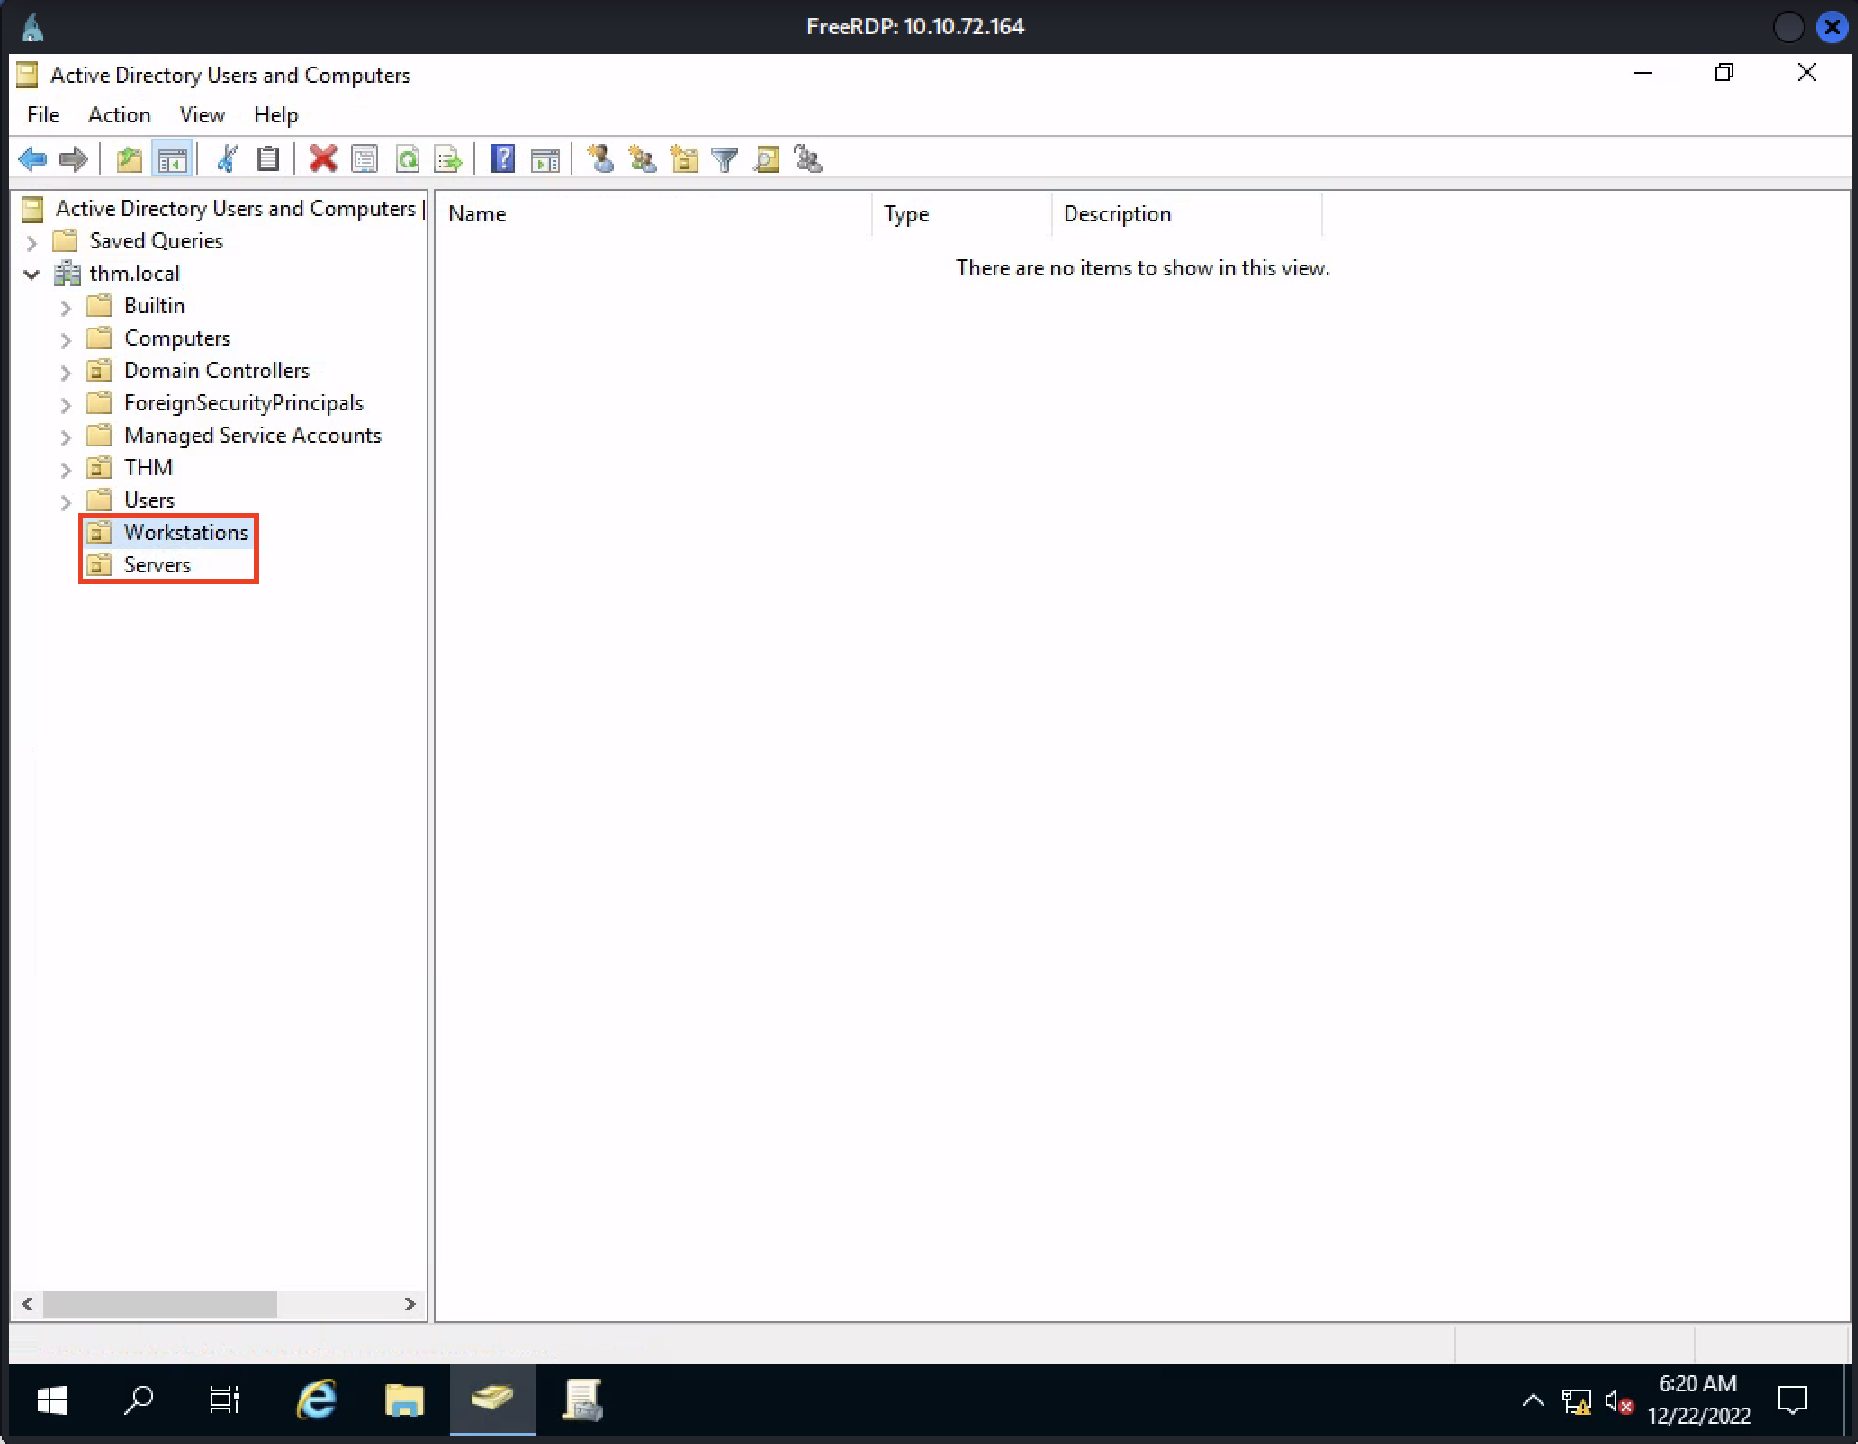 FreeRDP: 10.10.72.164
Active Directory Users and Computers
File Action View Help
Active Directory Users and Computers [
Name Type Description
Saved Queries
There are no items to show in this view.
thm.local
Builtin
Computers
Domain Controllers
ForeignSecurityPrincipals
Managed Service Accounts
THM
Users
Workstations
Servers
6:20 AM
12/22/2022